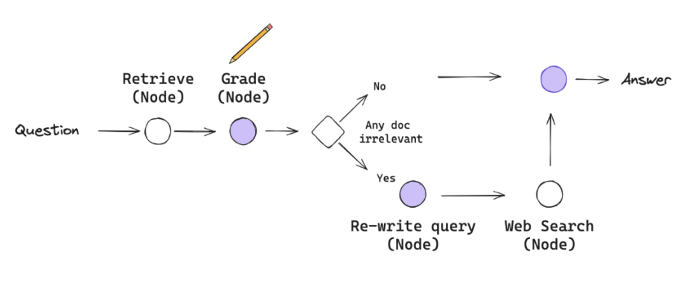 Retrieve
(Node)
Grade
(Node)
Question
No
Any doc
irrelevant
Yes
Answer
Re-write query
(Node)
Web Search
(Node)